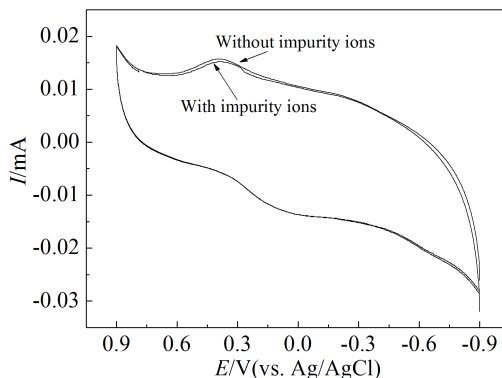 0.02
Without impurity ions
0.01
With impurity ions
0.00
I/mA
-0.01
-0.02
-0.03
0.9 0.6 0.3 0.0 -0.3 -0.6 -0.9
E/V(vs. Ag/AgCl)